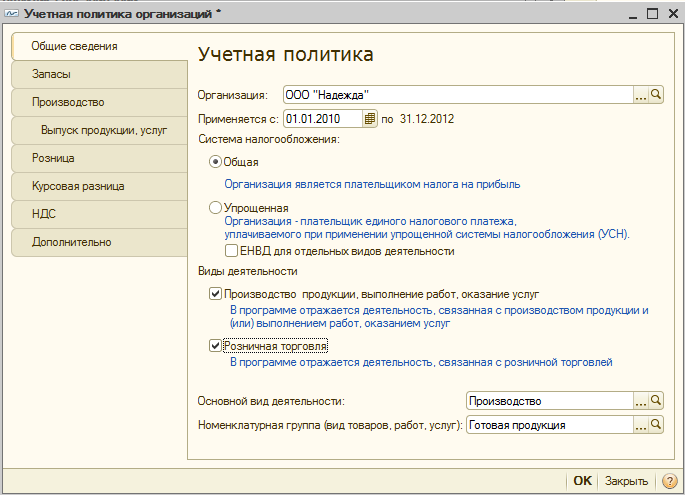 Учетная политика организаций *
Общие сведения
Запасы
Производство
Выпуск продукции, услуг
Розница
Курсовая разница
НДС
Дополнительно
Учетная политика
Организация: ООО "Надежда" ...
Применяется с: 01.01.2010 по 31.12.2012
Система налогообложения:
Общая
Организация является плательщиком налога на прибыль
Упрощенная
Организация - плательщик единого налогового платежа,
уплачиваемого при применении упрощенной системы налогообложения (УСН).
ЕНВД для отдельных видов деятельности
Виды деятельности
Производство продукции, выполнение работ, оказание услуг
В программе отражается деятельность, связанная с производством продукции и
(или) выполнением работ, оказанием услуг
Розничная торговля
В программе отражается деятельность, связанная с розничной торговлей
Основной вид деятельности: Производство ...
Номенклатурная группа (вид товаров, работ, услуг): Готовая продукция ...
OK Закрыть ?